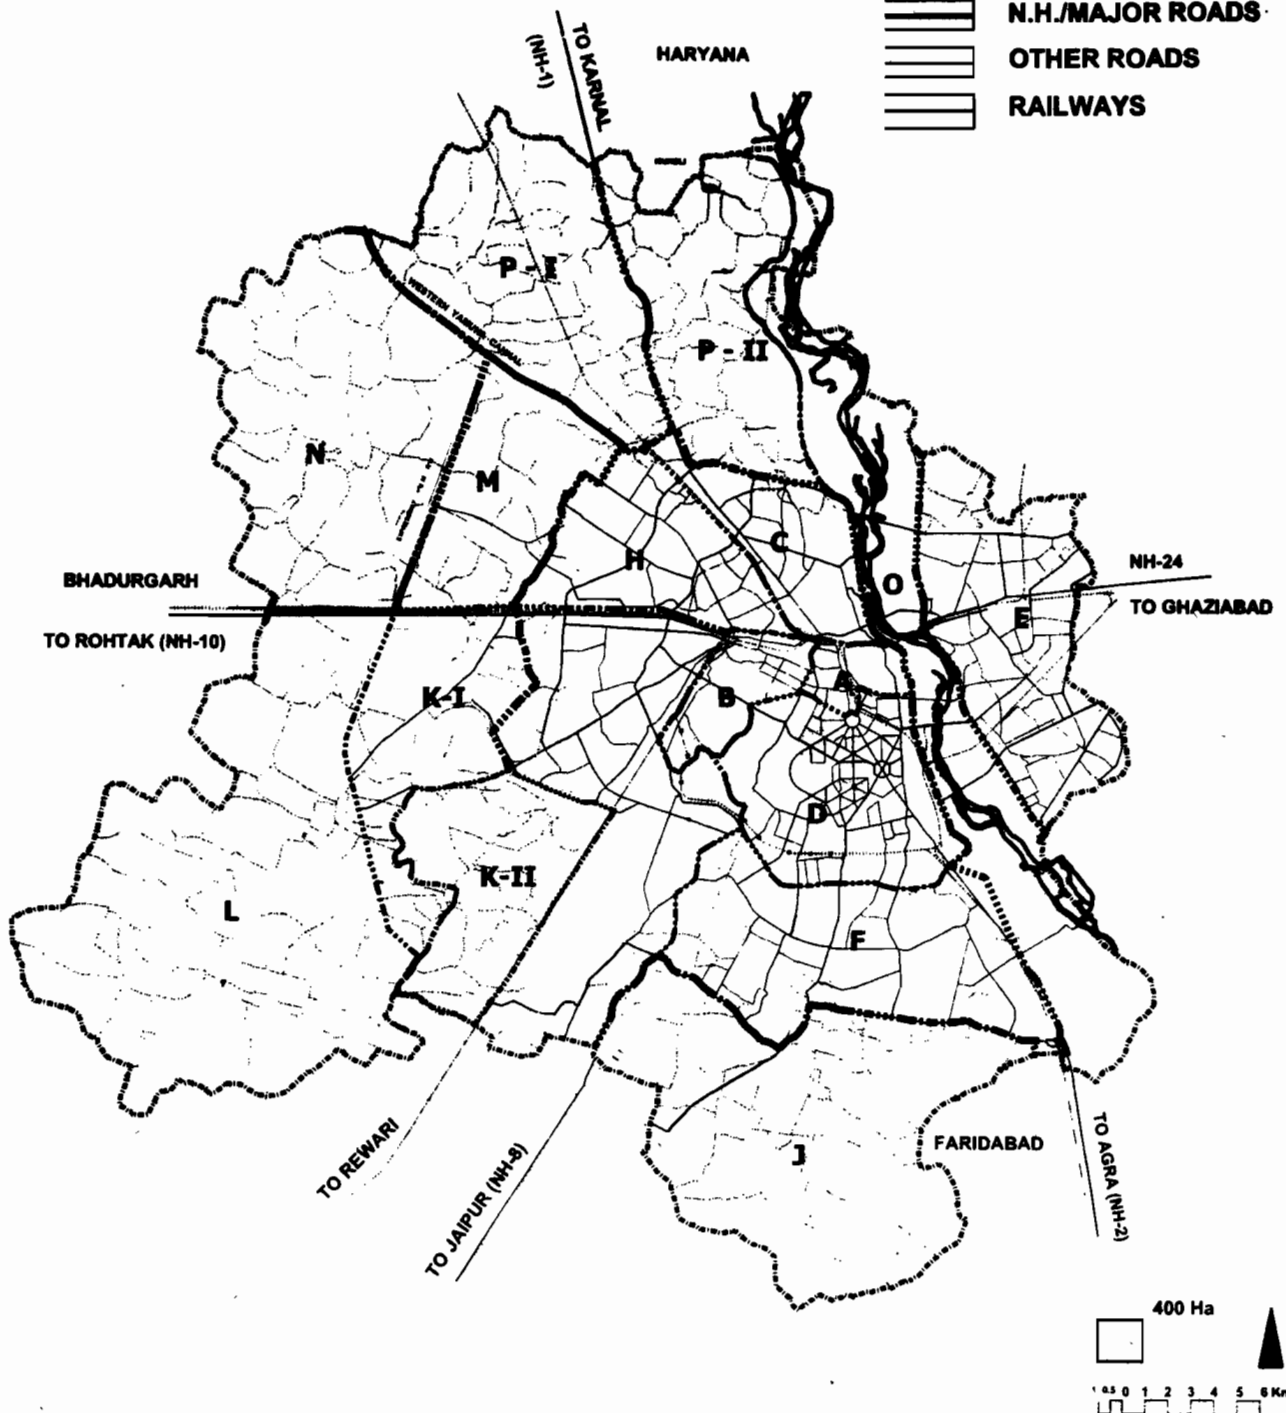 N.H./MAJOR ROADS
OTHER ROADS
RAILWAYS
HARYANA
TO KARNAL
(NH-1)
P - I
WESTERN YAMUNA CANAL
P - II
N
M
C
H
O
NH-24
TO GHAZIABAD
E
BHADURGARH
TO ROHTAK (NH-10)
K-I
B
A
D
K-II
L
F
J
FARIDABAD
TO REWARI
TO JAIPUR (NH-8)
TO AGRA (NH-2)
400 Ha
1 0.5 0 1 2 3 4 5 6 Km